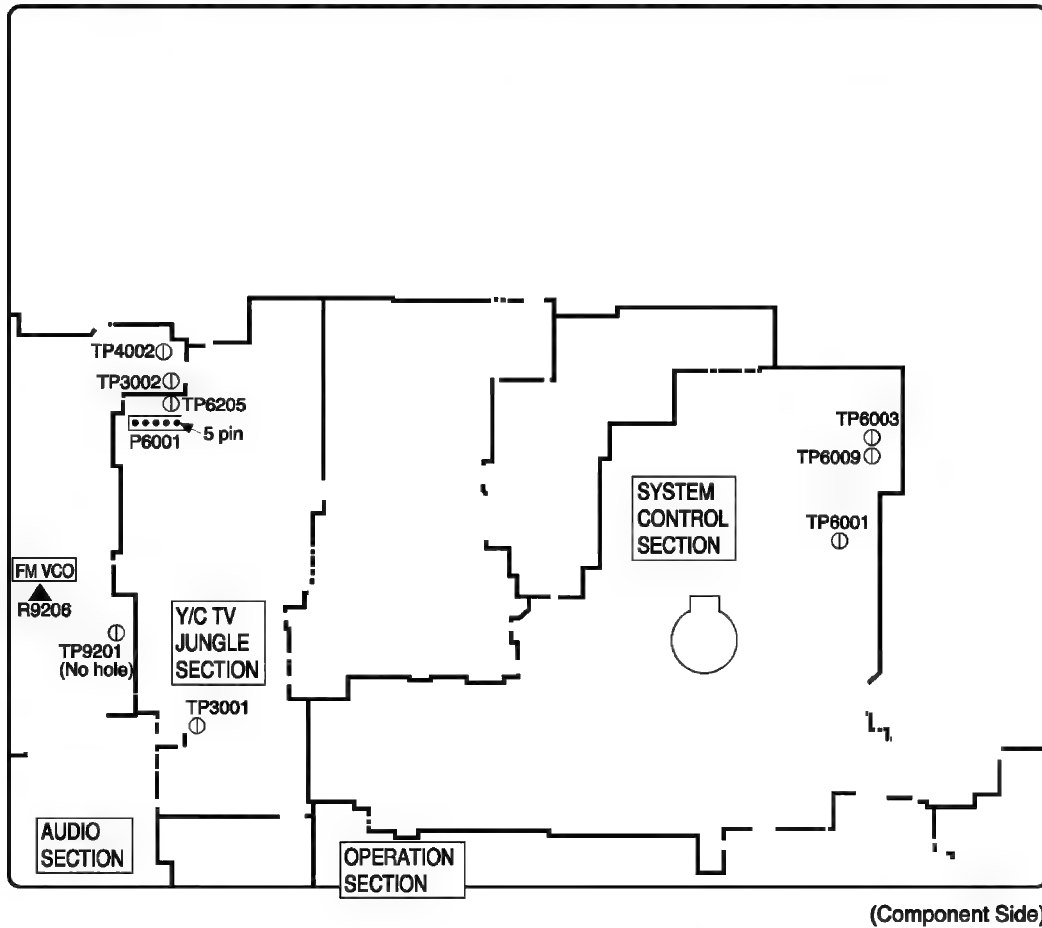 TP4002
TP3002
TP6205
P6001
5 pin
TP6003
TP6009
SYSTEM
CONTROL
SECTION
TP6001
FM VCO
R9206
Y/C TV
JUNGLE
SECTION
TP9201
(No hole)
TP3001
AUDIO
SECTION
OPERATION
SECTION
(Component Side)